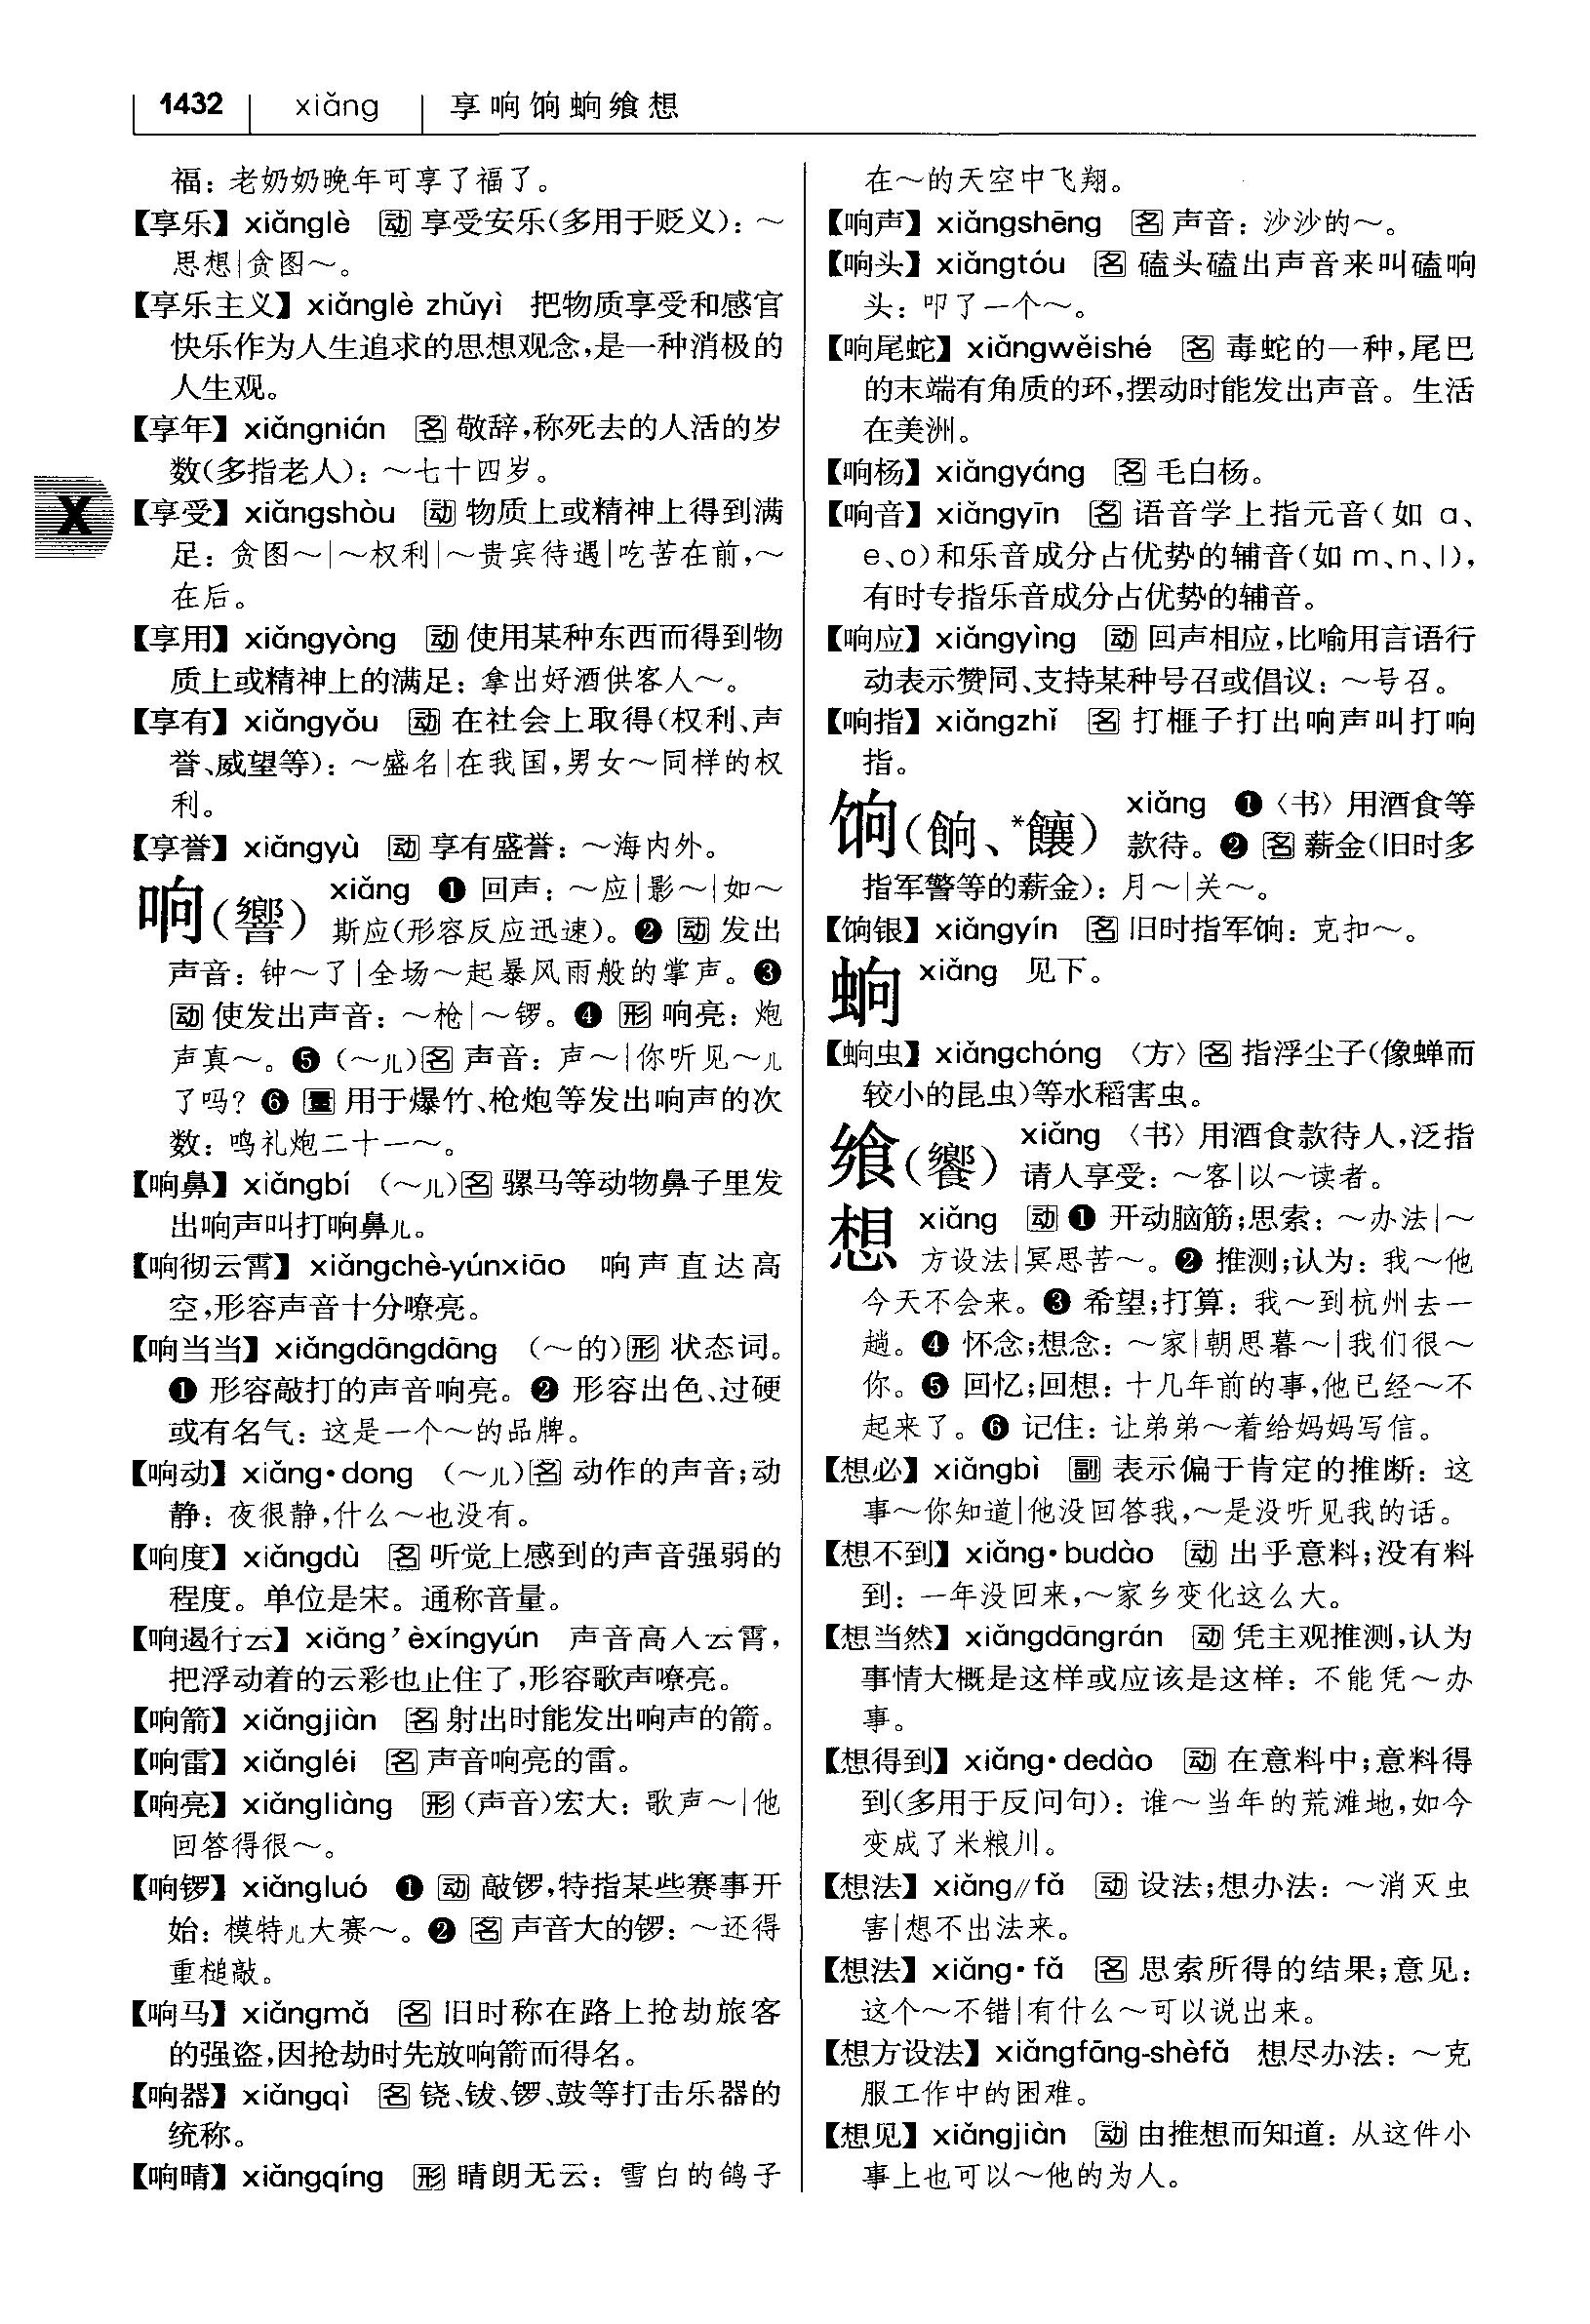 1432 xiǎng 享响饷蚃飨想
福：老奶奶晚年可享了福了。
【享乐】xiǎnglè 动 享受安乐(多用于贬义)：～
思想|贪图～。
【享乐主义】xiǎnglè zhǔyì 把物质享受和感官
快乐作为人生追求的思想观念,是一种消极的
人生观。
【享年】xiǎngnián 名 敬辞,称死去的人活的岁
数(多指老人)：～七十四岁。
X
【享受】xiǎngshòu 动 物质上或精神上得到满
足：贪图～|～权利|～贵宾待遇|吃苦在前,～
在后。
【享用】xiǎngyòng 动 使用某种东西而得到物
质上或精神上的满足：拿出好酒供客人～。
【享有】xiǎngyǒu 动 在社会上取得(权利、声
誉、威望等)：～盛名|在我国,男女～同样的权
利。
【享誉】xiǎngyù 动 享有盛誉：～海内外。
响(響) xiǎng ❶ 回声：～应|影～|如～
斯应(形容反应迅速)。❷ 动 发出
声音：钟～了|全场～起暴风雨般的掌声。❸
动 使发出声音：～枪|～锣。❹ 形 响亮：炮
声真～。❺ (～儿)名 声音：声～|你听见～儿
了吗？❻ 量 用于爆竹、枪炮等发出响声的次
数：鸣礼炮二十一～。
【响鼻】xiǎngbí (～儿)名 骡马等动物鼻子里发
出响声叫打响鼻儿。
【响彻云霄】xiǎngchè-yúnxiāo 响声直达高
空,形容声音十分嘹亮。
【响当当】xiǎngdāngdāng (～的)形 状态词。
❶ 形容敲打的声音响亮。❷ 形容出色、过硬
或有名气：这是一个～的品牌。
【响动】xiǎng·dong (～儿)名 动作的声音;动
静：夜很静,什么～也没有。
【响度】xiǎngdù 名 听觉上感到的声音强弱的
程度。单位是宋。通称音量。
【响遏行云】xiǎng'èxíngyún 声音高入云霄,
把浮动着的云彩也止住了,形容歌声嘹亮。
【响箭】xiǎngjiàn 名 射出时能发出响声的箭。
【响雷】xiǎngléi 名 声音响亮的雷。
【响亮】xiǎngliàng 形 (声音)宏大：歌声～|他
回答得很～。
【响锣】xiǎngluó ❶ 动 敲锣,特指某些赛事开
始：模特儿大赛～。❷ 名 声音大的锣：～还得
重槌敲。
【响马】xiǎngmǎ 名 旧时称在路上抢劫旅客
的强盗,因抢劫时先放响箭而得名。
【响器】xiǎngqì 名 铙、钹、锣、鼓等打击乐器的
统称。
【响晴】xiǎngqíng 形 晴朗无云：雪白的鸽子
在～的天空中飞翔。
【响声】xiǎngshēng 名 声音：沙沙的～。
【响头】xiǎngtóu 名 磕头磕出声音来叫磕响
头：叩了一个～。
【响尾蛇】xiǎngwěishé 名 毒蛇的一种,尾巴
的末端有角质的环,摆动时能发出声音。生活
在美洲。
【响杨】xiǎngyáng 名 毛白杨。
【响音】xiǎngyīn 名 语音学上指元音(如 a、
e、o)和乐音成分占优势的辅音(如 m、n、l),
有时专指乐音成分占优势的辅音。
【响应】xiǎngyìng 动 回声相应,比喻用言语行
动表示赞同、支持某种号召或倡议：～号召。
【响指】xiǎngzhǐ 名 打榧子打出响声叫打响
指。
饷(餉、*饟) xiǎng ❶〈书〉用酒食等
款待。❷ 名 薪金(旧时多
指军警等的薪金)：月～|关～。
【饷银】xiǎngyín 名 旧时指军饷：克扣～。
蚃 xiǎng 见下。
【蚃虫】xiǎngchóng 〈方〉名 指浮尘子(像蝉而
较小的昆虫)等水稻害虫。
飨(饗) xiǎng 〈书〉用酒食款待人,泛指
请人享受：～客|以～读者。
想 xiǎng 动 ❶ 开动脑筋;思索：～办法|～
方设法|冥思苦～。❷ 推测;认为：我～他
今天不会来。❸ 希望;打算：我～到杭州去一
趟。❹ 怀念;想念：～家|朝思暮～|我们很～
你。❺ 回忆;回想：十几年前的事,他已经～不
起来了。❻ 记住：让弟弟～着给妈妈写信。
【想必】xiǎngbì 副 表示偏于肯定的推断：这
事～你知道|他没回答我,～是没听见我的话。
【想不到】xiǎng·budào 动 出乎意料;没有料
到：一年没回来,～家乡变化这么大。
【想当然】xiǎngdāngrán 动 凭主观推测,认为
事情大概是这样或应该是这样：不能凭～办
事。
【想得到】xiǎng·dedào 动 在意料中;意料得
到(多用于反问句)：谁～当年的荒滩地,如今
变成了米粮川。
【想法】xiǎng∥fǎ 动 设法;想办法：～消灭虫
害|想不出法来。
【想法】xiǎng·fǎ 名 思索所得的结果;意见：
这个～不错|有什么～可以说出来。
【想方设法】xiǎngfāng-shèfǎ 想尽办法：～克
服工作中的困难。
【想见】xiǎngjiàn 动 由推想而知道：从这件小
事上也可以～他的为人。